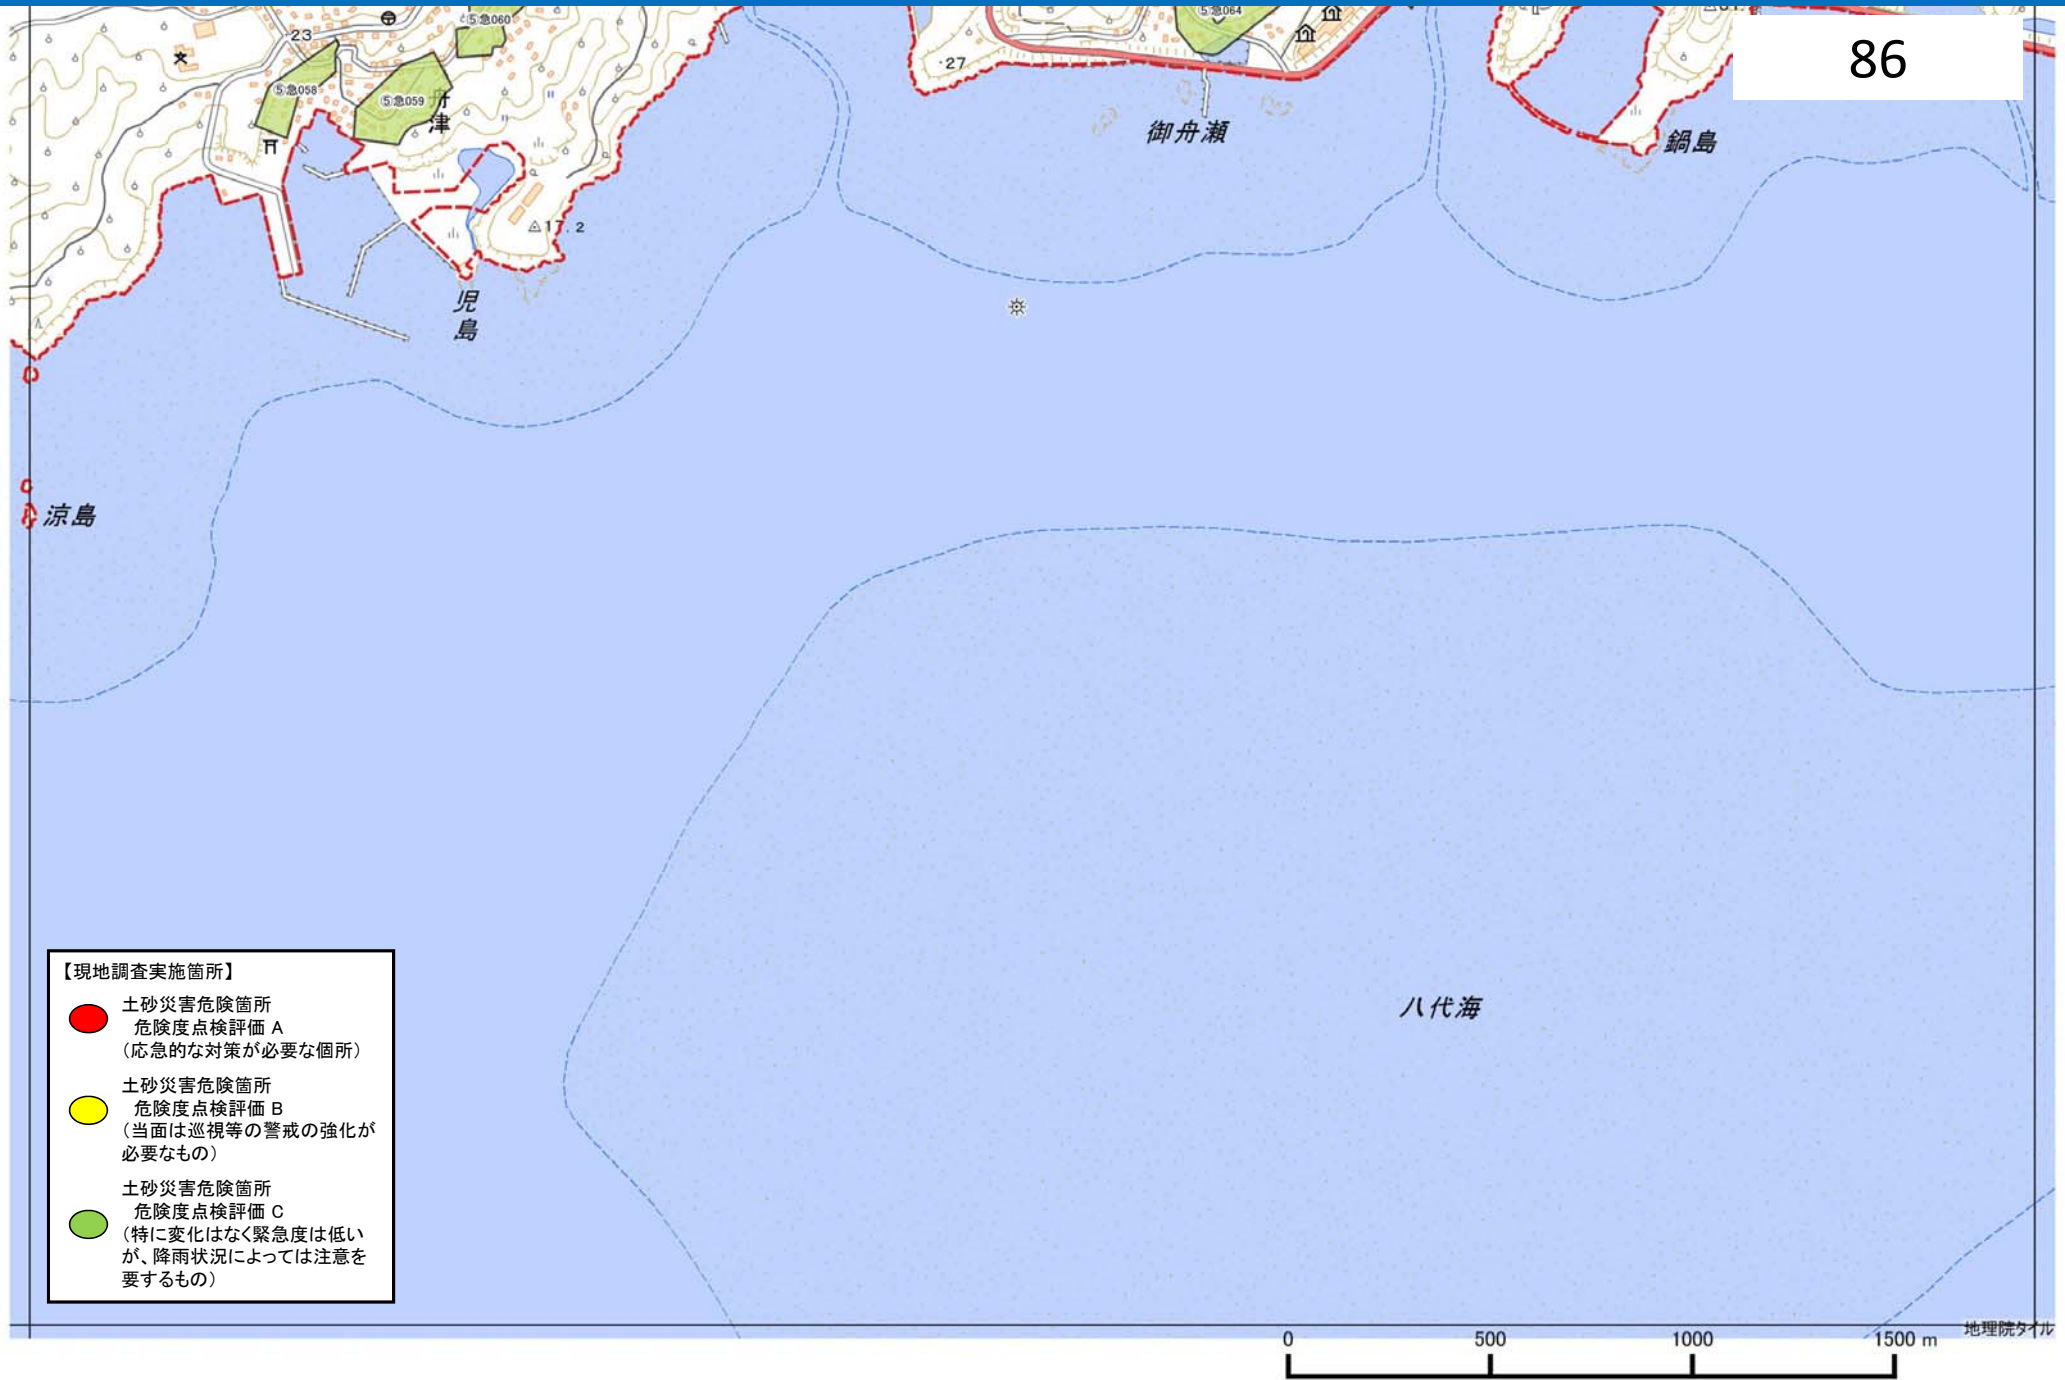 ⑤急060
⑤急064
86
23
27
⑤急058
⑤急059
舟津
御舟瀬
鍋島
17.2
児島
涼島
【現地調査実施箇所】
土砂災害危険箇所
危険度点検評価 A
（応急的な対策が必要な個所）
土砂災害危険箇所
危険度点検評価 B
（当面は巡視等の警戒の強化が
必要なもの）
土砂災害危険箇所
危険度点検評価 C
（特に変化はなく緊急度は低い
が、降雨状況によっては注意を
要するもの）
八代海
地理院タイル
0 500 1000 1500 m